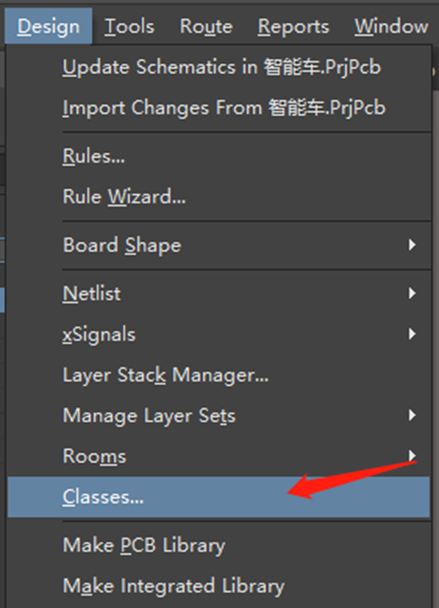 Design Tools Route Reports Window
Update Schematics in 智能车.PrjPcb
Import Changes From 智能车.PrjPcb
Rules...
Rule Wizard...
Board Shape
Netlist
xSignals
Layer Stack Manager...
Manage Layer Sets
Rooms
Classes...
Make PCB Library
Make Integrated Library